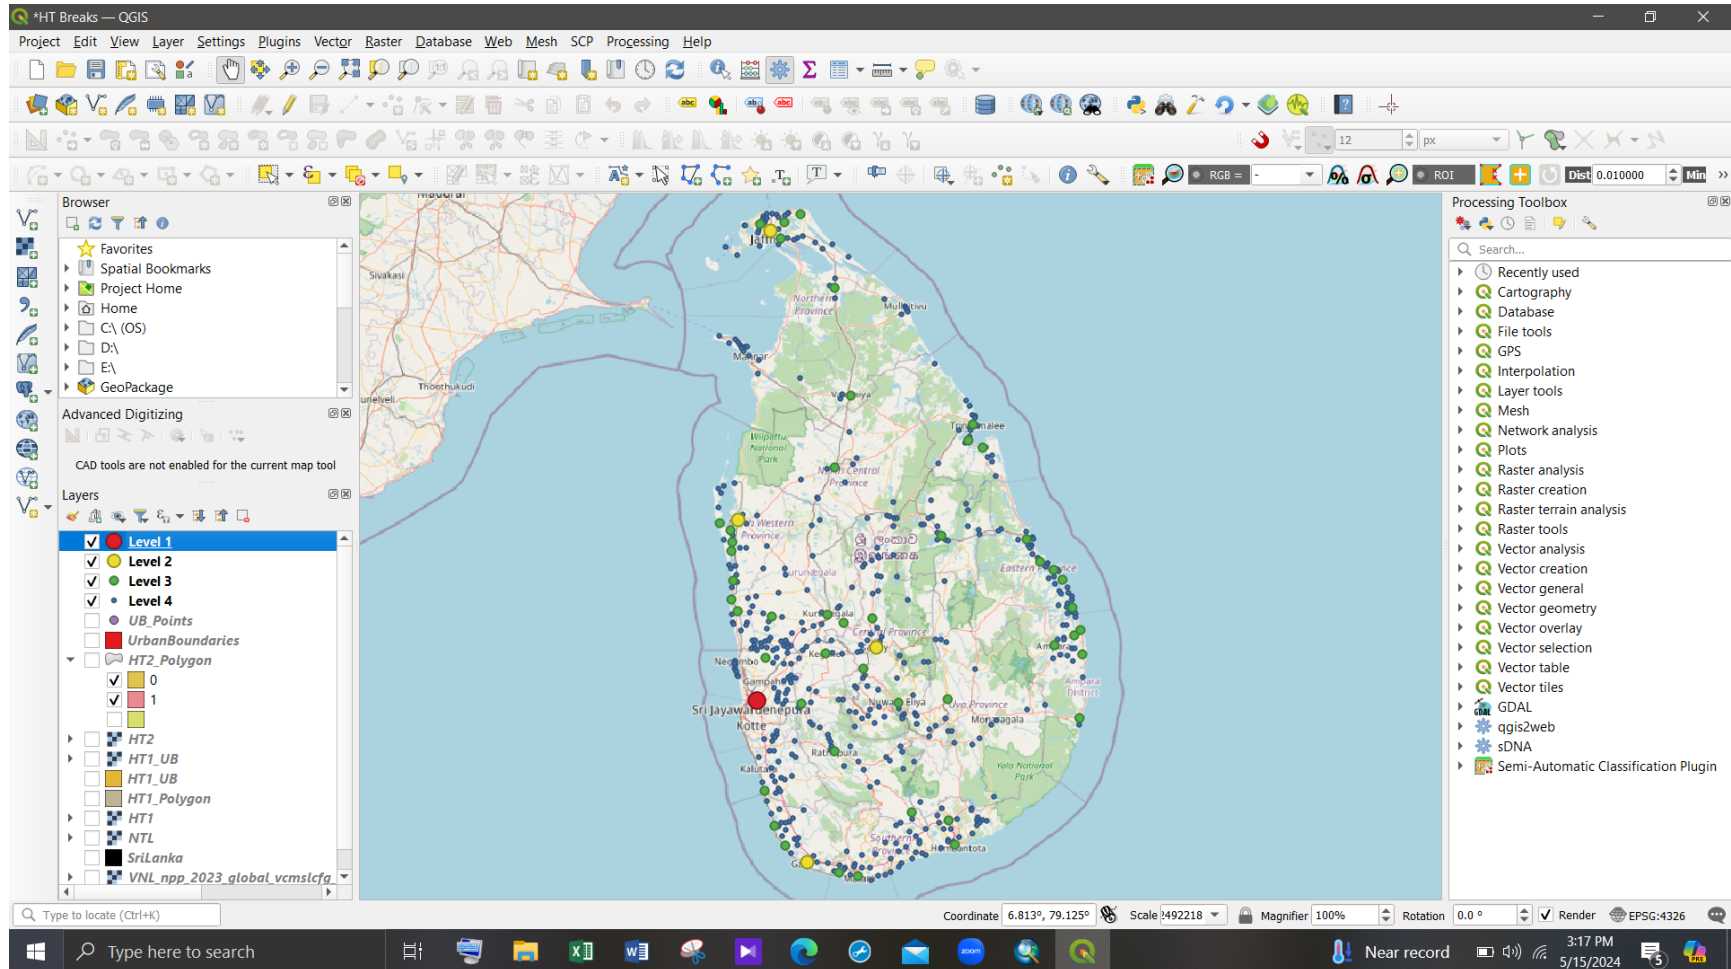 *HT Breaks — QGIS
Project Edit View Layer Settings Plugins Vector Raster Database Web Mesh SCP Processing Help
12 px
RGB = - ROI Dist 0.010000 Min »
Browser
Favorites
Spatial Bookmarks
Project Home
Home
C:\ (OS)
D:\
E:\
GeoPackage
Advanced Digitizing
CAD tools are not enabled for the current map tool
Layers
Level 1
Level 2
Level 3
Level 4
UB_Points
UrbanBoundaries
HT2_Polygon
0
1
HT2
HT1_UB
HT1_UB
HT1_Polygon
HT1
NTL
SriLanka
VNL_npp_2023_global_vcmslcfg_
Sivakasi
Thoothukudi
unelveli
Northern
Province
Wilpattu
National
Park
North Central
Province
Western
Province
ශ්‍රී ලංකාව
இலங்கை
Eastern Province
Central Province
Gampaha
Sri Jayawardenepura
Kotte
Nuwara Eliya
Uva Province
Monaragala
Ampara
District
Ratnapura
Kalutara
Yala National
Park
Southern
Province
Hambantota
Processing Toolbox
Search...
Recently used
Cartography
Database
File tools
GPS
Interpolation
Layer tools
Mesh
Network analysis
Plots
Raster analysis
Raster creation
Raster terrain analysis
Raster tools
Vector analysis
Vector creation
Vector general
Vector geometry
Vector overlay
Vector selection
Vector table
Vector tiles
GDAL
qgis2web
sDNA
Semi-Automatic Classification Plugin
Type to locate (Ctrl+K)
Coordinate 6.813°, 79.125° Scale !492218 Magnifier 100% Rotation 0.0 ° Render EPSG:4326
Type here to search
zoom
Near record
3:17 PM
5/15/2024
5
PRE